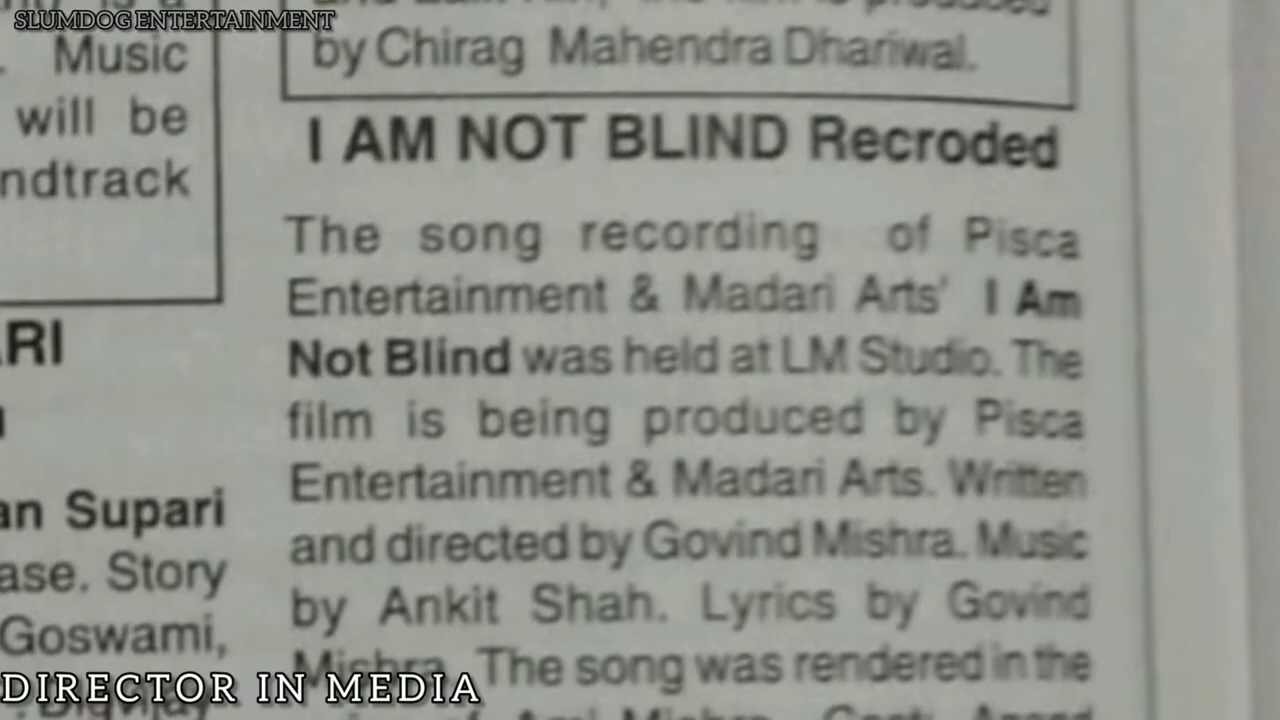 SLUMDOG ENTERTAINMENT
. Music
will be
ndtrack
RI
an Supari
ase. Story
Goswami,
by Chirag Mahendra Dhariwal.
I AM NOT BLIND Recroded
The song recording of Pisca
Entertainment & Madari Arts' I Am
Not Blind was held at LM Studio. The
film is being produced by Pisca
Entertainment & Madari Arts. Written
and directed by Govind Mishra. Music
by Ankit Shah. Lyrics by Govind
Mishra. The song was rendered in the
DIRECTOR IN MEDIA